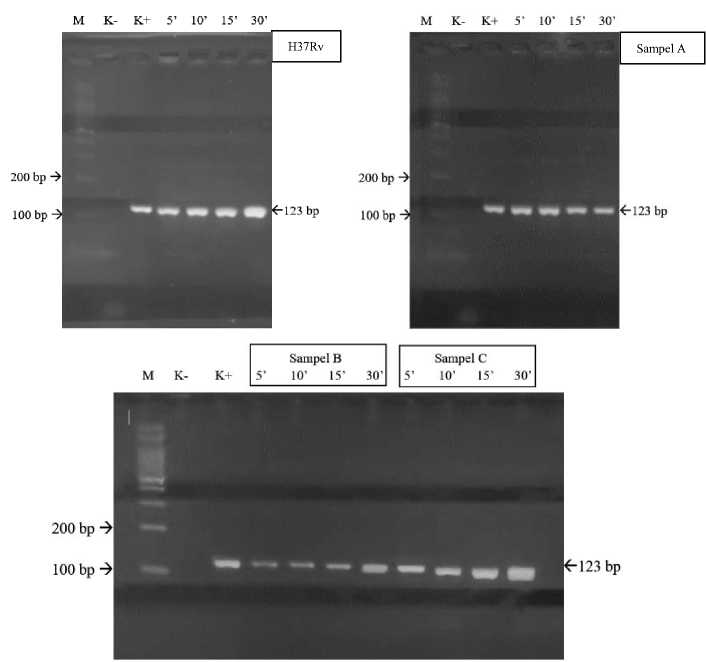 M K- K+ 5’ 10’ 15’ 30’
H37Rv
200 bp
100 bp
123 bp
M K- K+ 5’ 10’ 15’ 30’
Sampel A
200 bp
100 bp
123 bp
Sampel B
Sampel C
M K- K+ 5’ 10’ 15’ 30’ 5’ 10’ 15’ 30’
200 bp
100 bp
123 bp